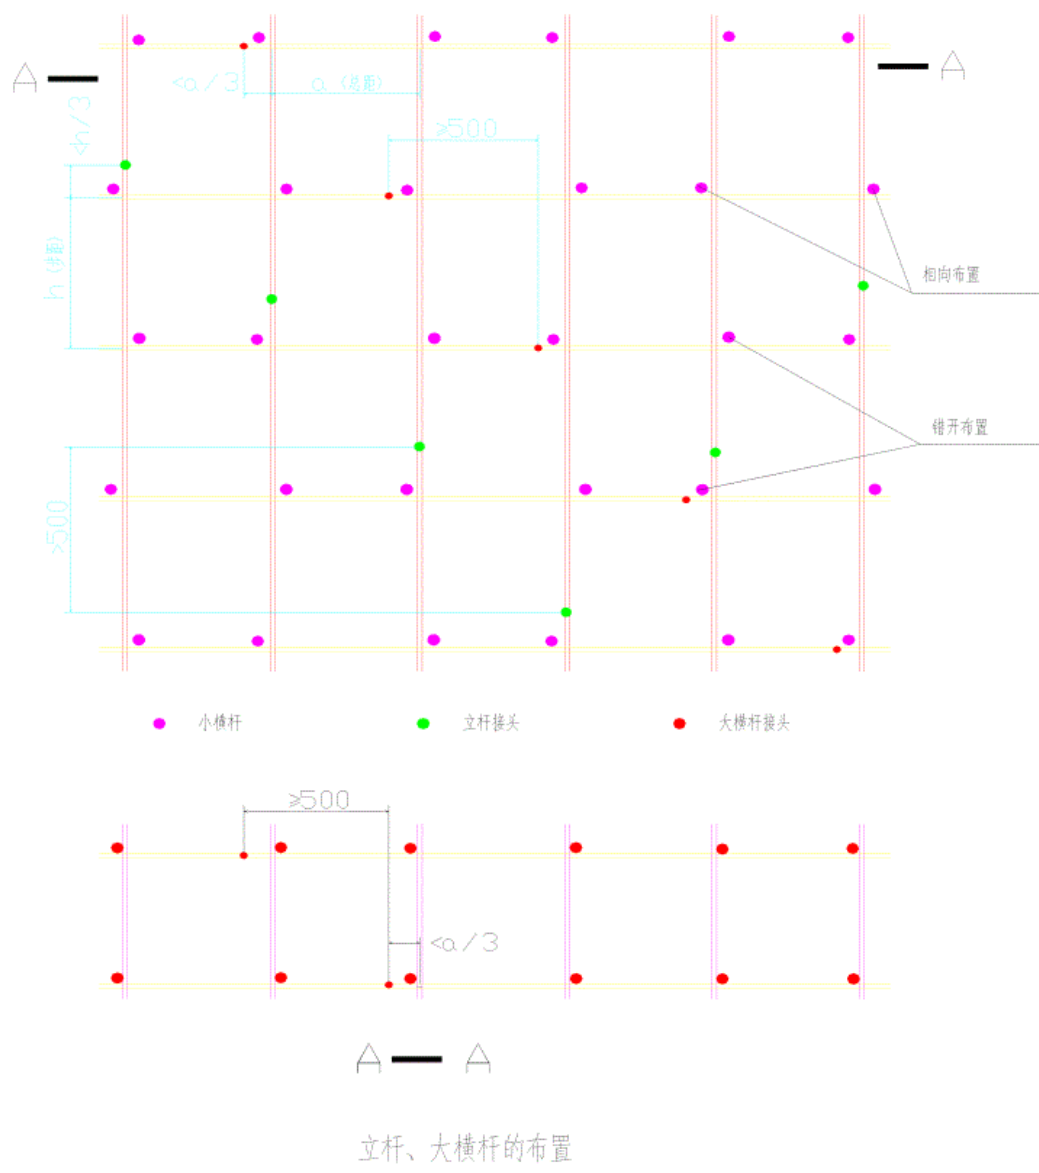 A
A
<a/3
a (跨距)
<h/3
≥500
h (步距)
相向布置
错开布置
≥500
小横杆
立杆接头
大横杆接头
≥500
<a/3
A
A
立杆、大横杆的布置